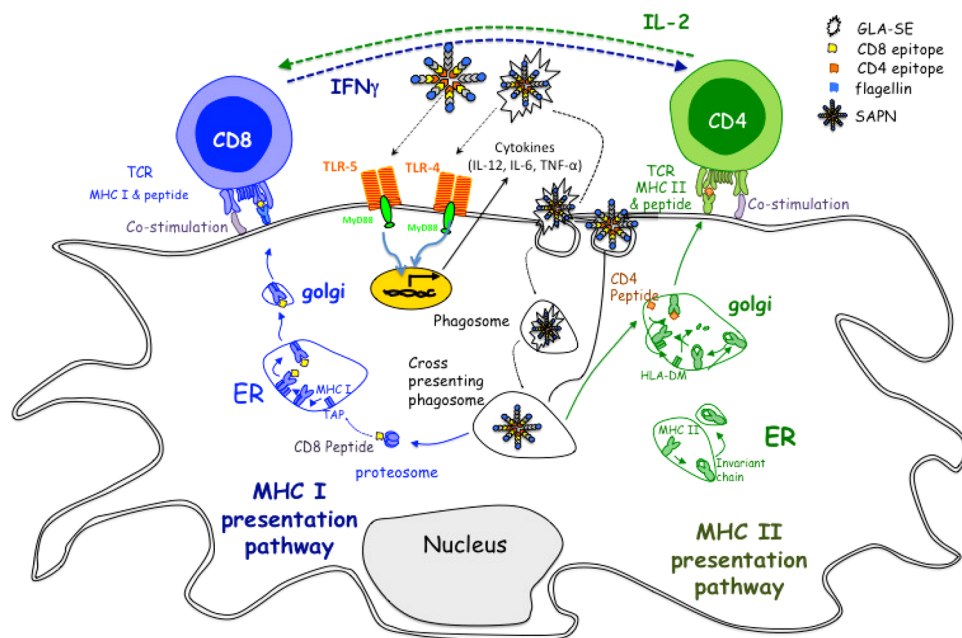 IL-2
IFNγ
GLA-SE
CD8 epitope
CD4 epitope
flagellin
SAPN
CD8
CD4
Cytokines
(IL-12, IL-6, TNF-α)
TLR-5
TLR-4
TCR
MHC I & peptide
Co-stimulation
MyD88
MyD88
TCR
MHC II
& peptide
Co-stimulation
golgi
Phagosome
CD4
Peptide
golgi
HLA-DM
Cross
presenting
phagosome
ER
MHC I
TAP
CD8 Peptide
proteosome
MHC II
ER
Invariant
chain
MHC I
presentation
pathway
Nucleus
MHC II
presentation
pathway